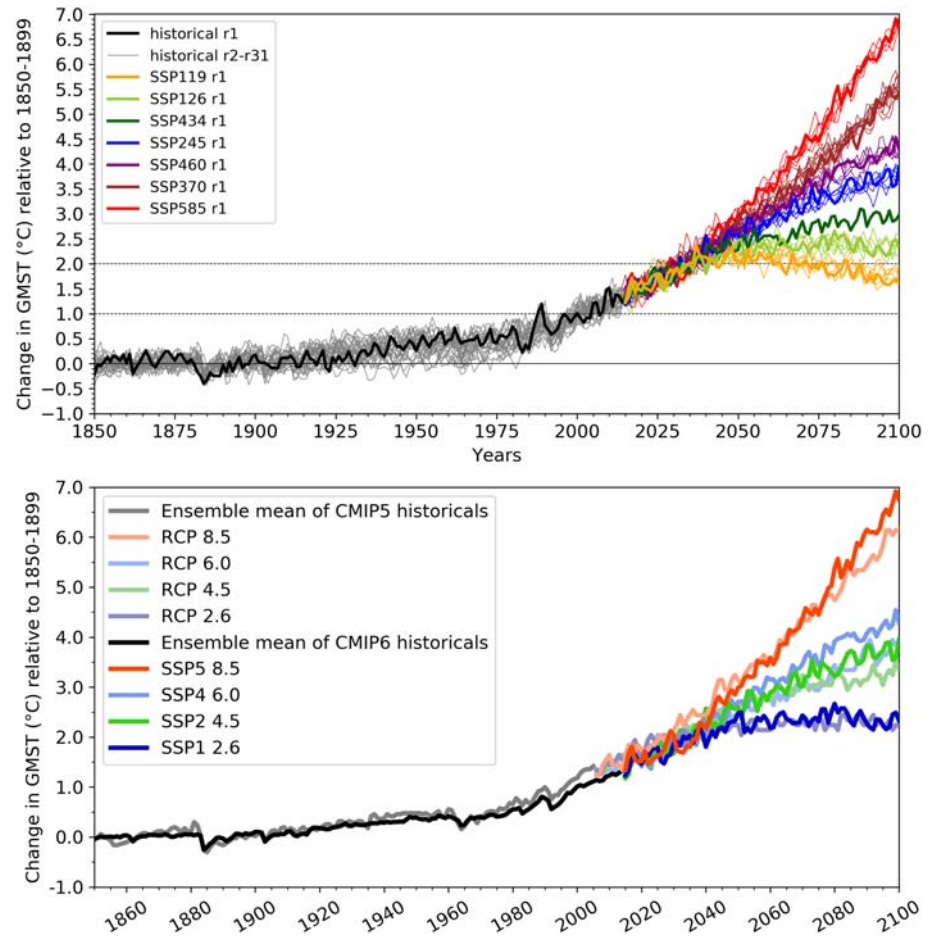 Change in GMST (°C) relative to 1850-1899
7.0
6.5
6.0
5.5
5.0
4.5
4.0
3.5
3.0
2.5
2.0
1.5
1.0
0.5
0.0
−0.5
−1.0
historical r1
historical r2-r31
SSP119 r1
SSP126 r1
SSP434 r1
SSP245 r1
SSP460 r1
SSP370 r1
SSP585 r1
1850 1875 1900 1925 1950 1975 2000 2025 2050 2075 2100
Years
Change in GMST (°C) relative to 1850-1899
7.0
6.0
5.0
4.0
3.0
2.0
1.0
0.0
-1.0
Ensemble mean of CMIP5 historicals
RCP 8.5
RCP 6.0
RCP 4.5
RCP 2.6
Ensemble mean of CMIP6 historicals
SSP5 8.5
SSP4 6.0
SSP2 4.5
SSP1 2.6
1860 1880 1900 1920 1940 1960 1980 2000 2020 2040 2060 2080 2100